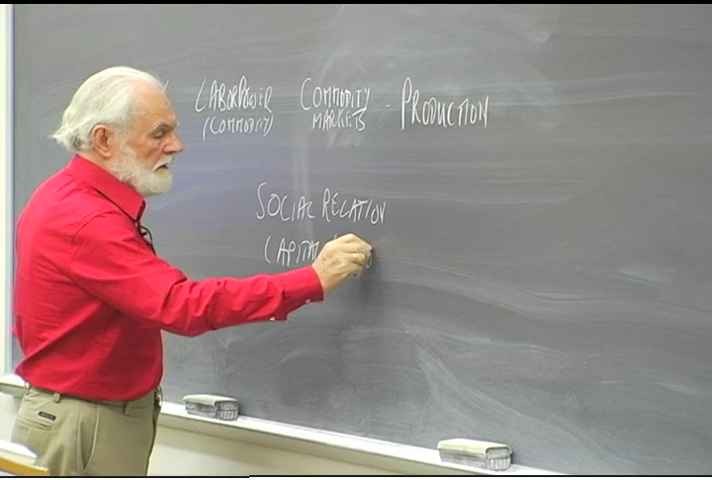 LABORPOWER COMMODITY - PRODUCTION
(COMMODITY) MARKETS
SOCIAL RELATION